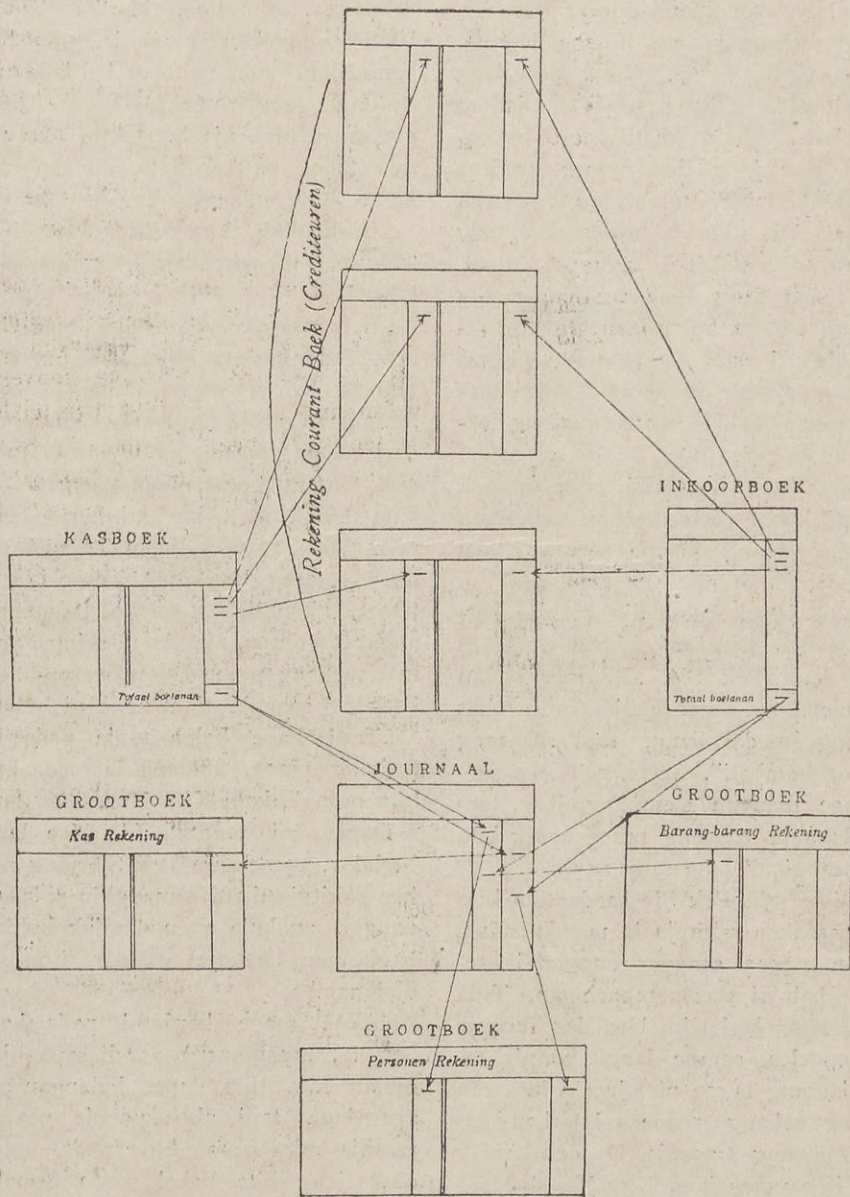 Rekening Courant Boek (Crediteuren)
INKOOPBOEK
KASBOEK
Totaal boelanan
Totaal boelanan
JOURNAAL
GROOTBOEK
GROOTBOEK
Kas Rekening
Barang-barang Rekening
GROOTBOEK
Personen Rekening